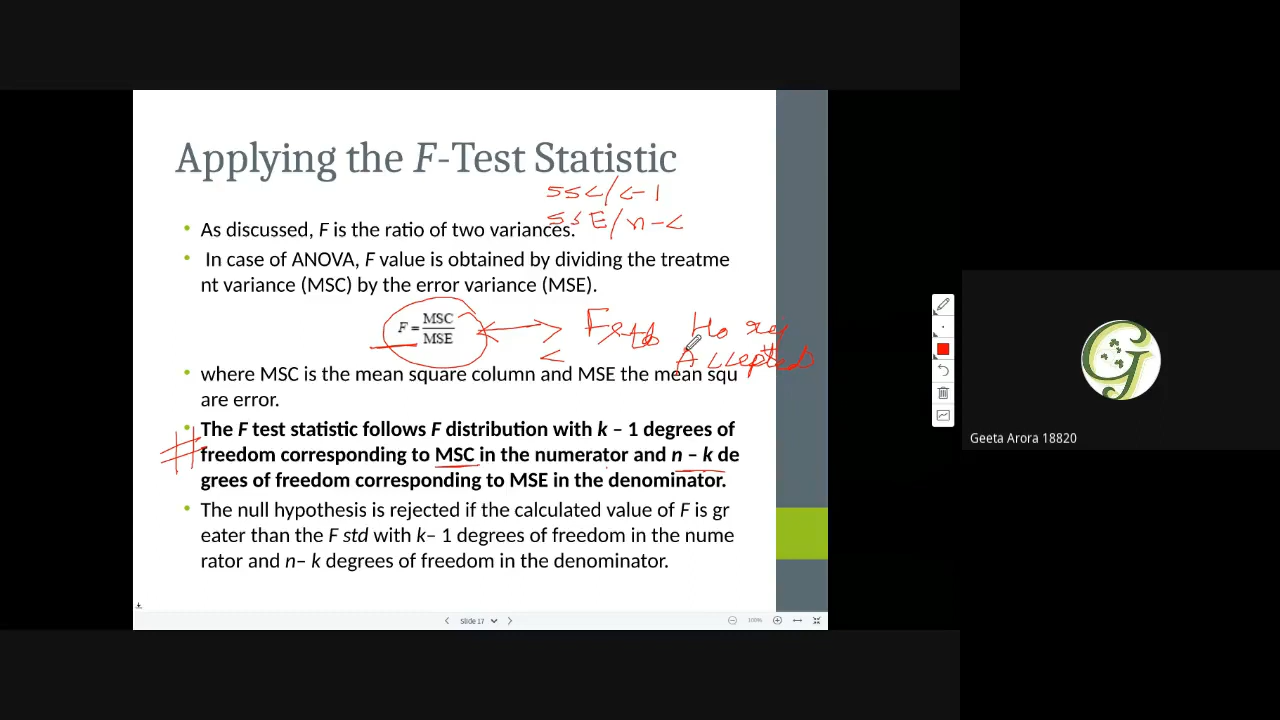 Applying the F-Test Statistic
SSC/C-1
SSE/n-C
• As discussed, F is the ratio of two variances.
• In case of ANOVA, F value is obtained by dividing the treatme
nt variance (MSC) by the error variance (MSE).
F = MSC/MSE <-> Fstd Ho rej
< Accepted
where MSC is the mean square column and MSE the mean squ
are error.
# The F test statistic follows F distribution with k – 1 degrees of
freedom corresponding to MSC in the numerator and n – k de
grees of freedom corresponding to MSE in the denominator.
• The null hypothesis is rejected if the calculated value of F is gr
eater than the F std with k– 1 degrees of freedom in the nume
rator and n– k degrees of freedom in the denominator.
Slide 17
100%
G
Geeta Arora 18820